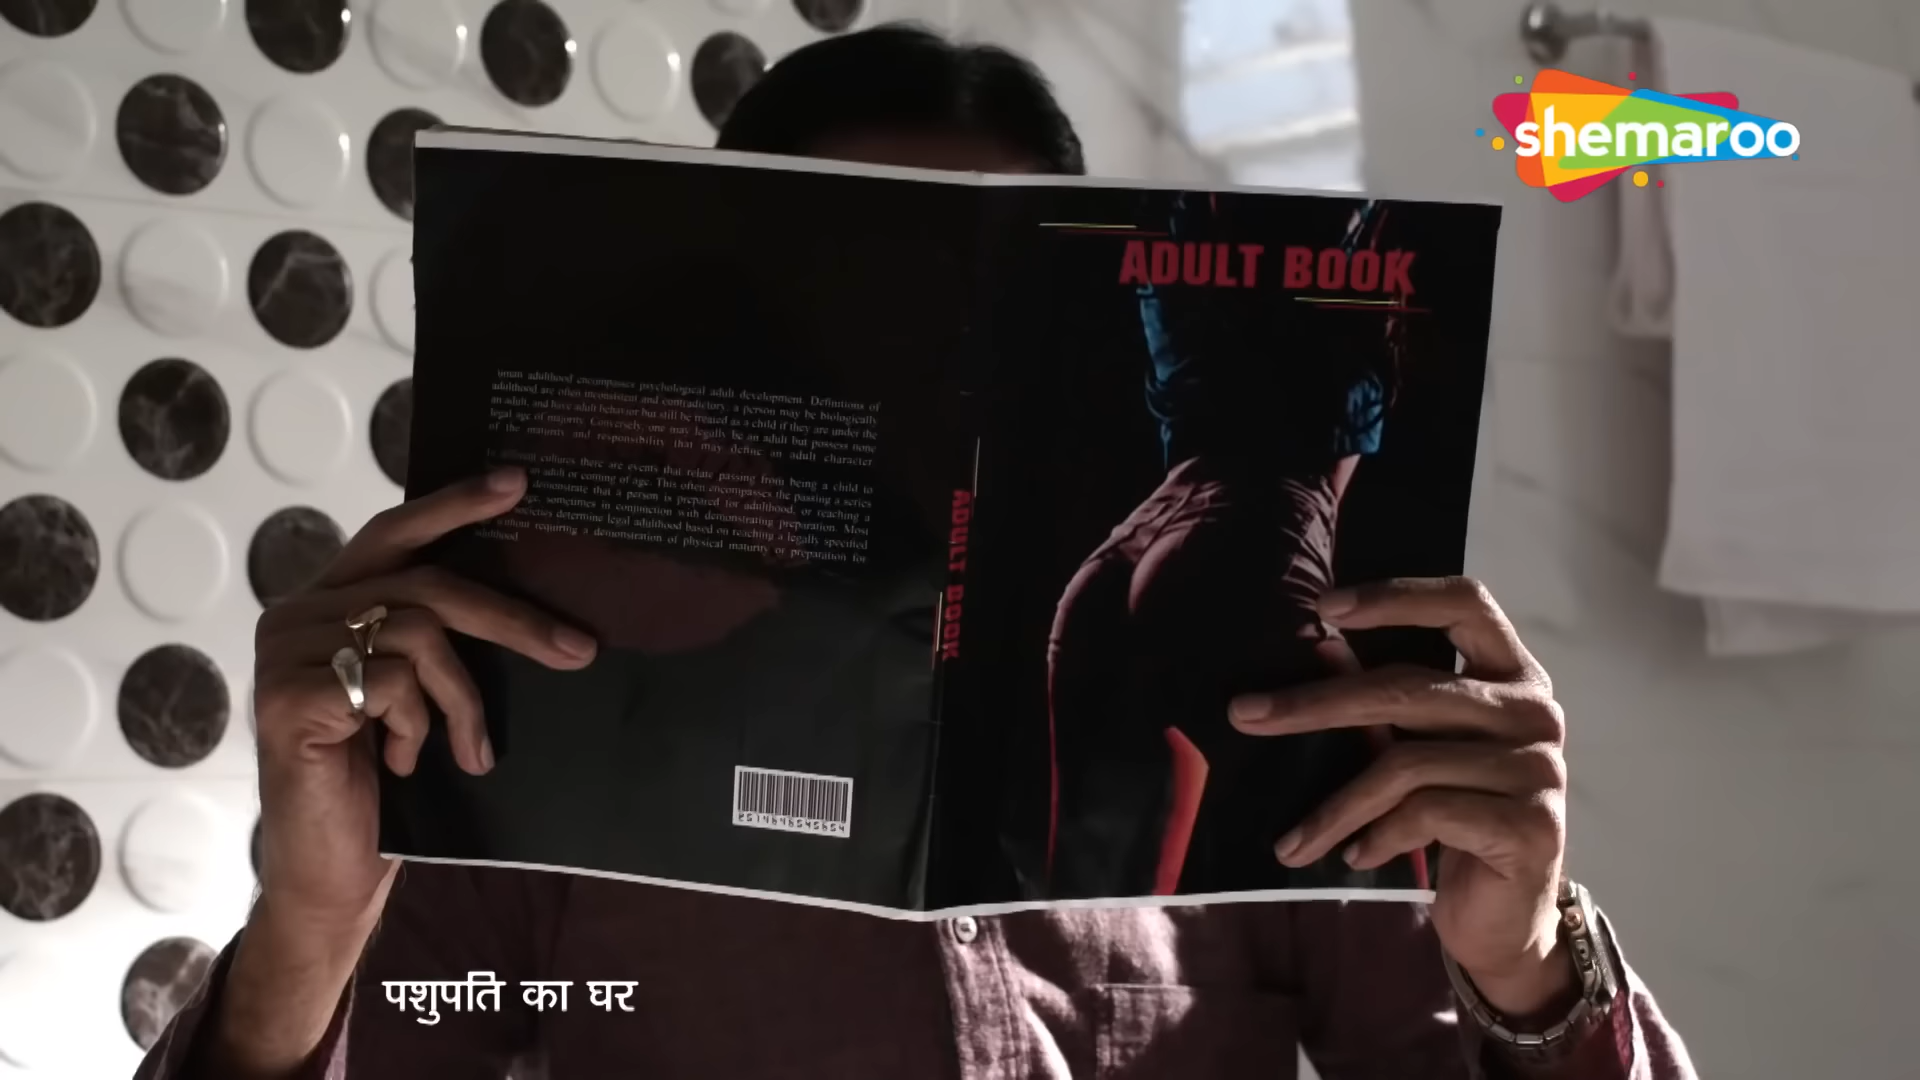 shemaroo
ADULT BOOK
adulthood encompasses psychological adult development. Definitions of
adulthood are often inconsistent and contradictory; a person may be biologically
an adult, and have adult behavior but still be treated as a child if they are under the
legal age of majority. Conversely, one may legally be an adult but possess none
of the maturity and responsibility that may define an adult character
cultures there are events that relate passing from being a child to
an adult or coming of age. This often encompasses the passing a series
demonstrate that a person is prepared for adulthood, or reaching a
age, sometimes in conjunction with demonstrating preparation. Most
societies determine legal adulthood based on reaching a legally specified
without requiring a demonstration of physical maturity or preparation for
adulthood
ADULT BOOK
पशुपति का घर